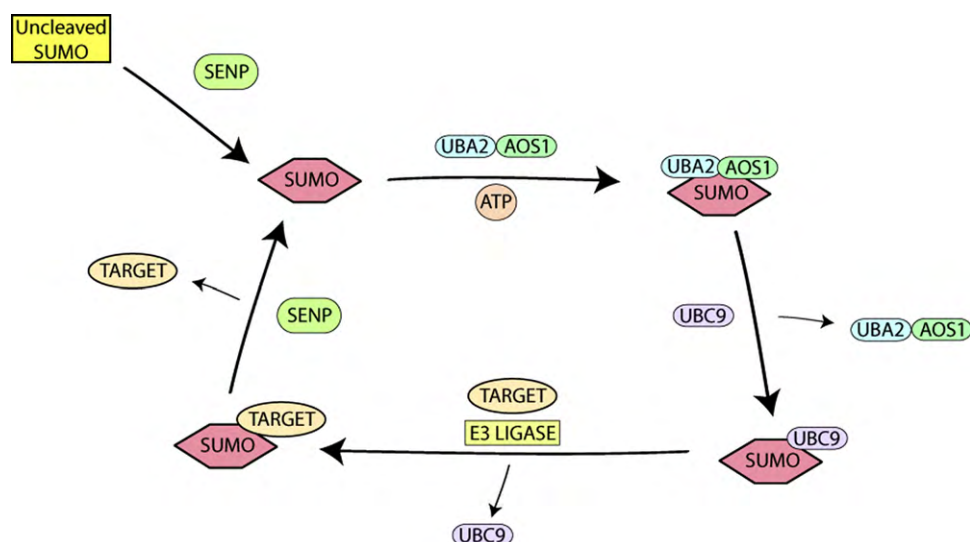 Uncleaved
SUMO
SENP
SUMO
UBA2 AOS1
ATP
UBA2 AOS1
SUMO
TARGET
SENP
UBC9
UBA2 AOS1
TARGET
E3 LIGASE
TARGET
SUMO
UBC9
SUMO
UBC9